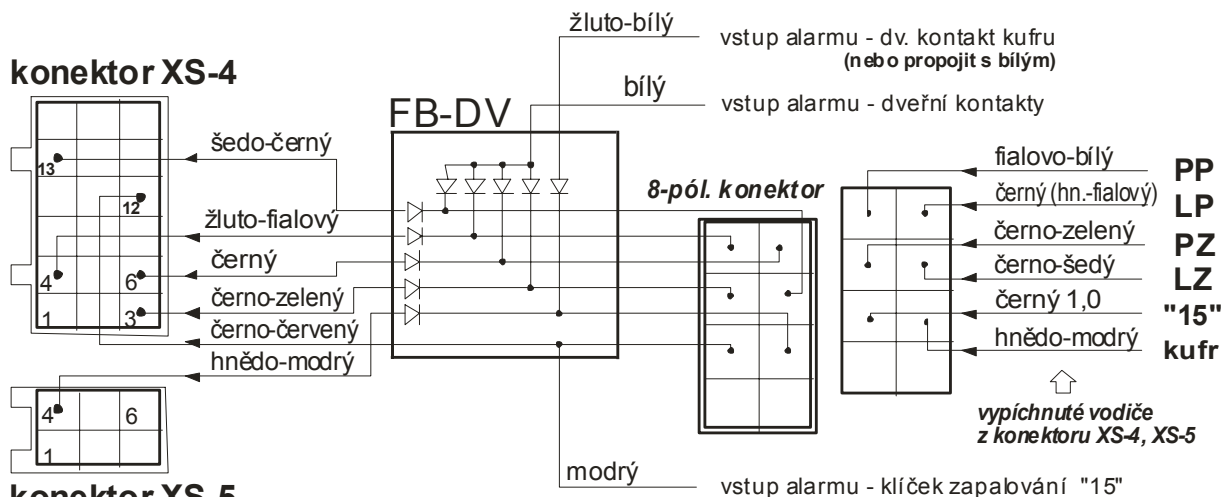 žluto-bílý
vstup alarmu - dv. kontakt kufru
(nebo propojit s bílým)
konektor XS-4
bílý
vstup alarmu - dveřní kontakty
FB-DV
šedo-černý
13
12
žluto-fialový
černý
4
6
černo-zelený
1
3
černo-červený
hnědo-modrý
8-pól. konektor
fialovo-bílý
PP
černý (hn.-fialový)
LP
černo-zelený
PZ
černo-šedý
LZ
černý 1,0
"15"
hnědo-modrý
kufr
vypíchnuté vodiče
z konektoru XS-4, XS-5
4
6
1
modrý
vstup alarmu - klíček zapalování "15"
konektor XS-5